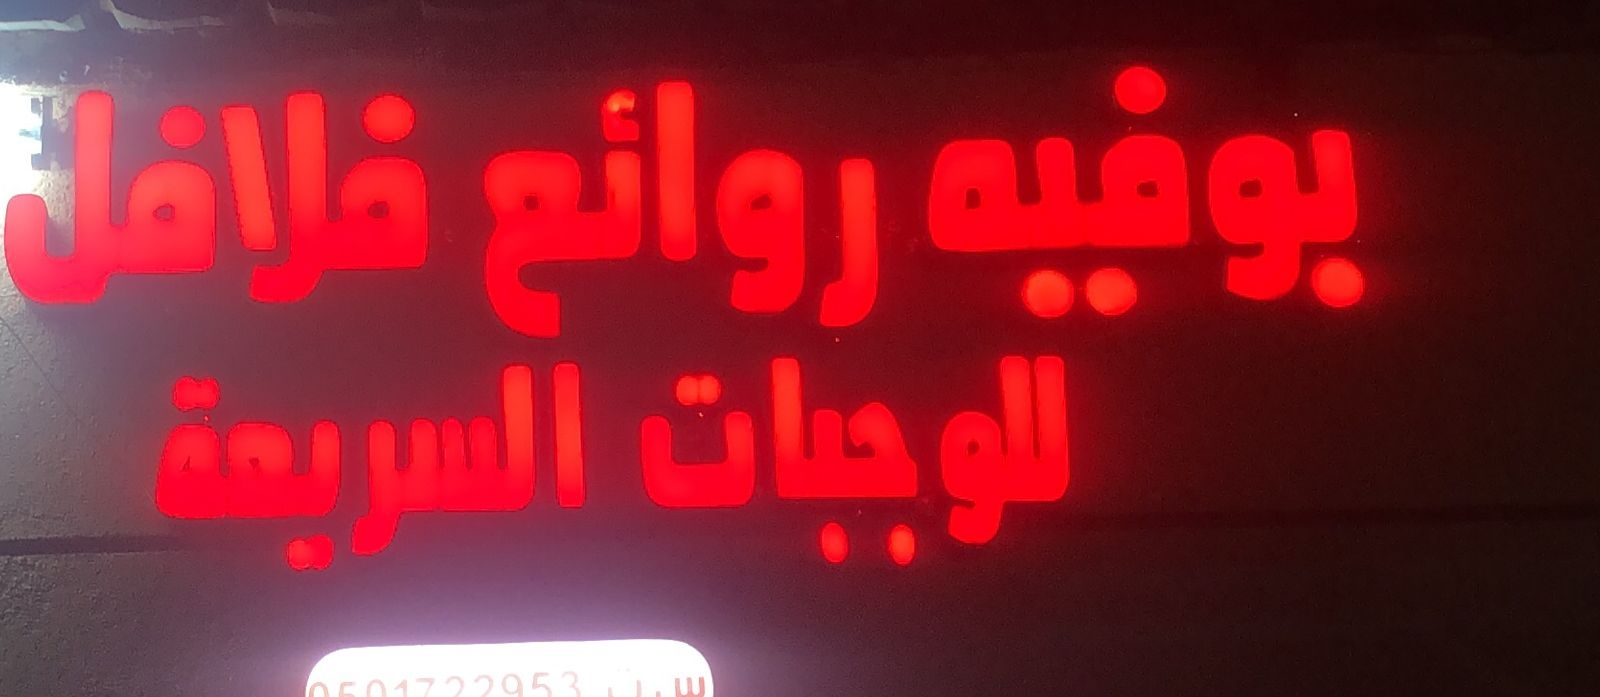 بوفيه روائع فلافل
للوجبات السريعة
س.ت 0501722953